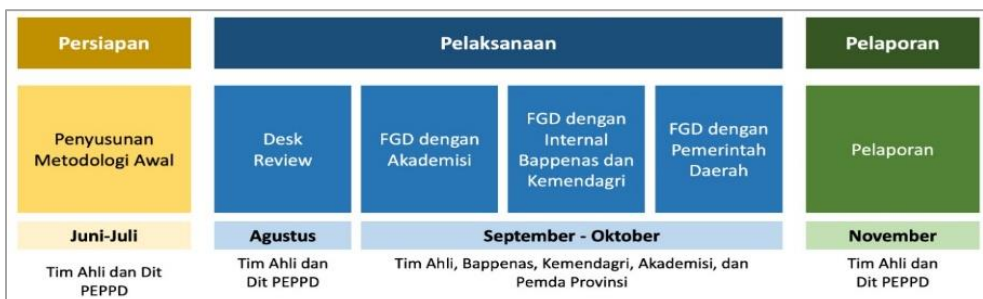 Persiapan
Pelaksanaan
Pelaporan
Penyusunan
Metodologi Awal
Desk
Review
FGD dengan
Akademisi
FGD dengan
Internal
Bappenas dan
Kemendagri
FGD dengan
Pemerintah
Daerah
Pelaporan
Juni-Juli
Agustus
September - Oktober
November
Tim Ahli dan Dit
PEPPD
Tim Ahli dan
Dit PEPPD
Tim Ahli, Bappenas, Kemendagri, Akademisi, dan
Pemda Provinsi
Tim Ahli dan
Dit PEPPD